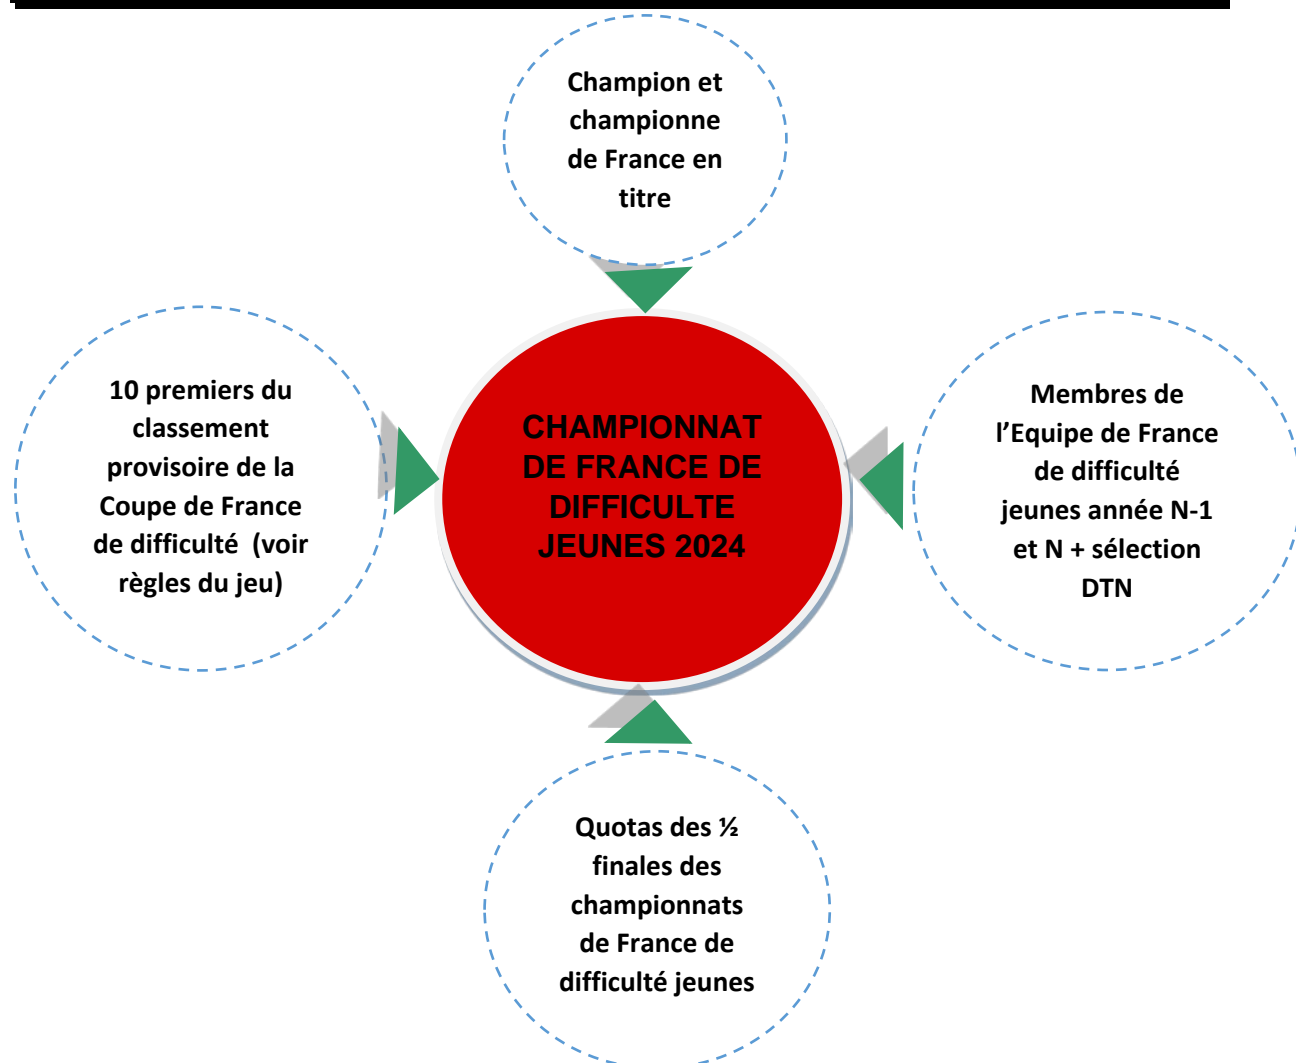 Champion et
championne
de France en
titre
10 premiers du
classement
provisoire de la
Coupe de France
de difficulté (voir
règles du jeu)
CHAMPIONNAT
DE FRANCE DE
DIFFICULTE
JEUNES 2024
Membres de
l’Equipe de France
de difficulté
jeunes année N-1
et N + sélection
DTN
Quotas des ½
finales des
championnats
de France de
difficulté jeunes